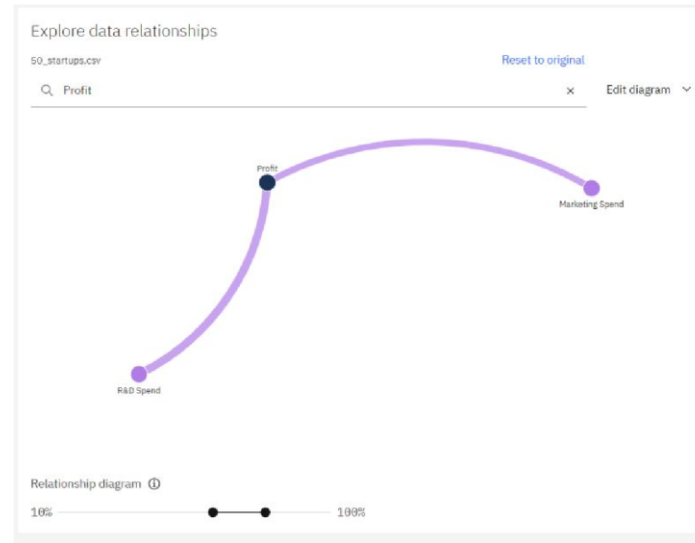 Explore data relationships
50_startups.csv
Reset to original
Profit
Edit diagram
Profit
Marketing Spend
R&D Spend
Relationship diagram
10%
100%